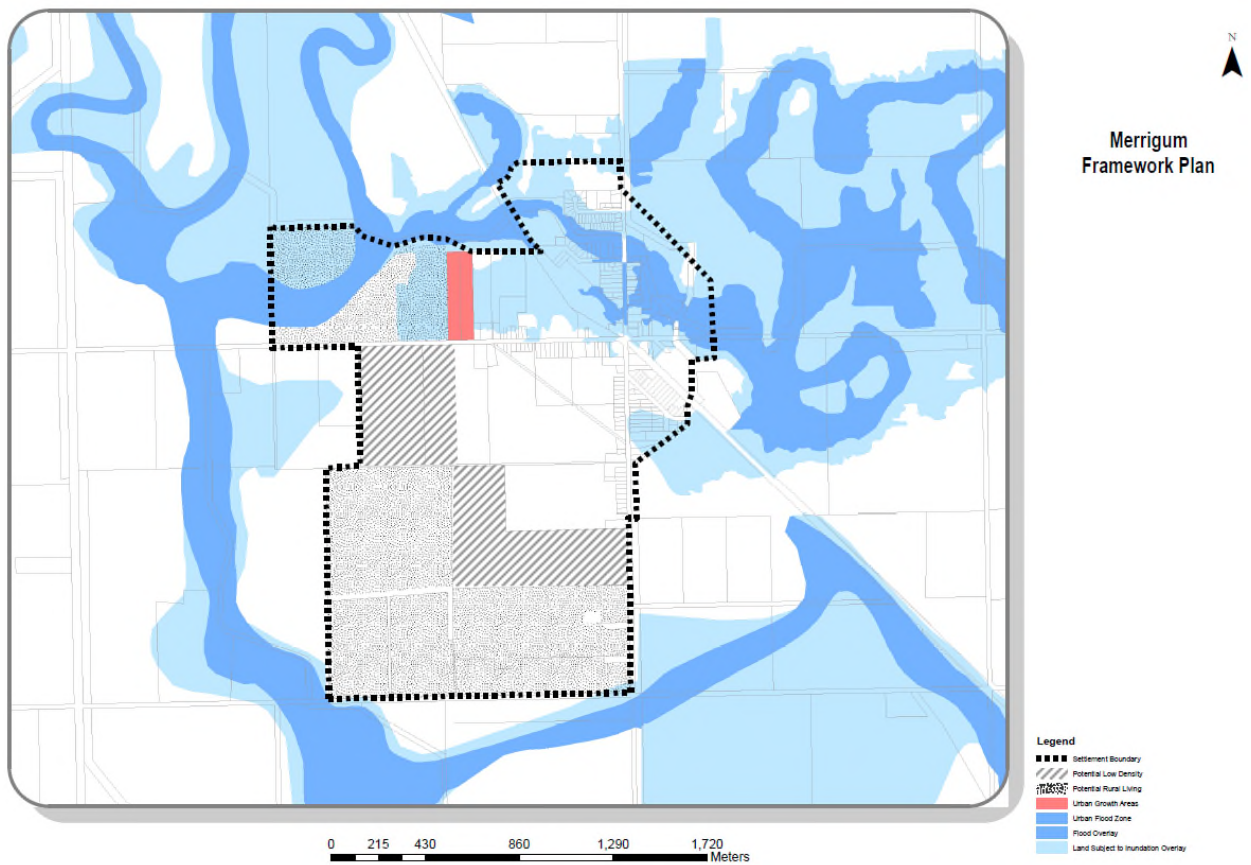 N
Merrigum
Framework Plan
Legend
Settlement Boundary
Potential Low Density
Potential Rural Living
Urban Growth Areas
Urban Flood Zone
Flood Overlay
Land Subject to Inundation Overlay
0 215 430 860 1,290 1,720
Meters